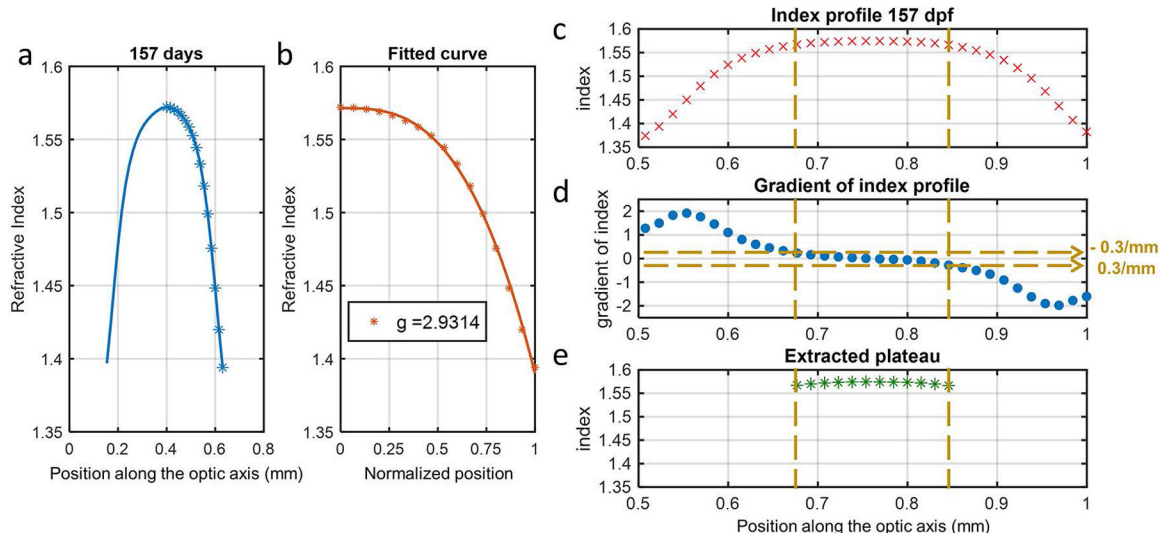 a
157 days
Refractive Index
1.6
1.55
1.5
1.45
1.4
1.35
0
0.2
0.4
0.6
0.8
Position along the optic axis (mm)
b
Fitted curve
Refractive Index
1.6
1.55
1.5
1.45
1.4
1.35
g =2.9314
0
0.25
0.5
0.75
1
Normalized position
c
Index profile 157 dpf
index
1.6
1.55
1.5
1.45
1.4
1.35
0.5
0.6
0.7
0.8
0.9
1
d
Gradient of index profile
gradient of index
2
1
0
-1
-2
- 0.3/mm
0.3/mm
0.5
0.6
0.7
0.8
0.9
1
e
Extracted plateau
index
1.6
1.55
1.5
1.45
1.4
1.35
0.5
0.6
0.7
0.8
0.9
1
Position along the optic axis (mm)